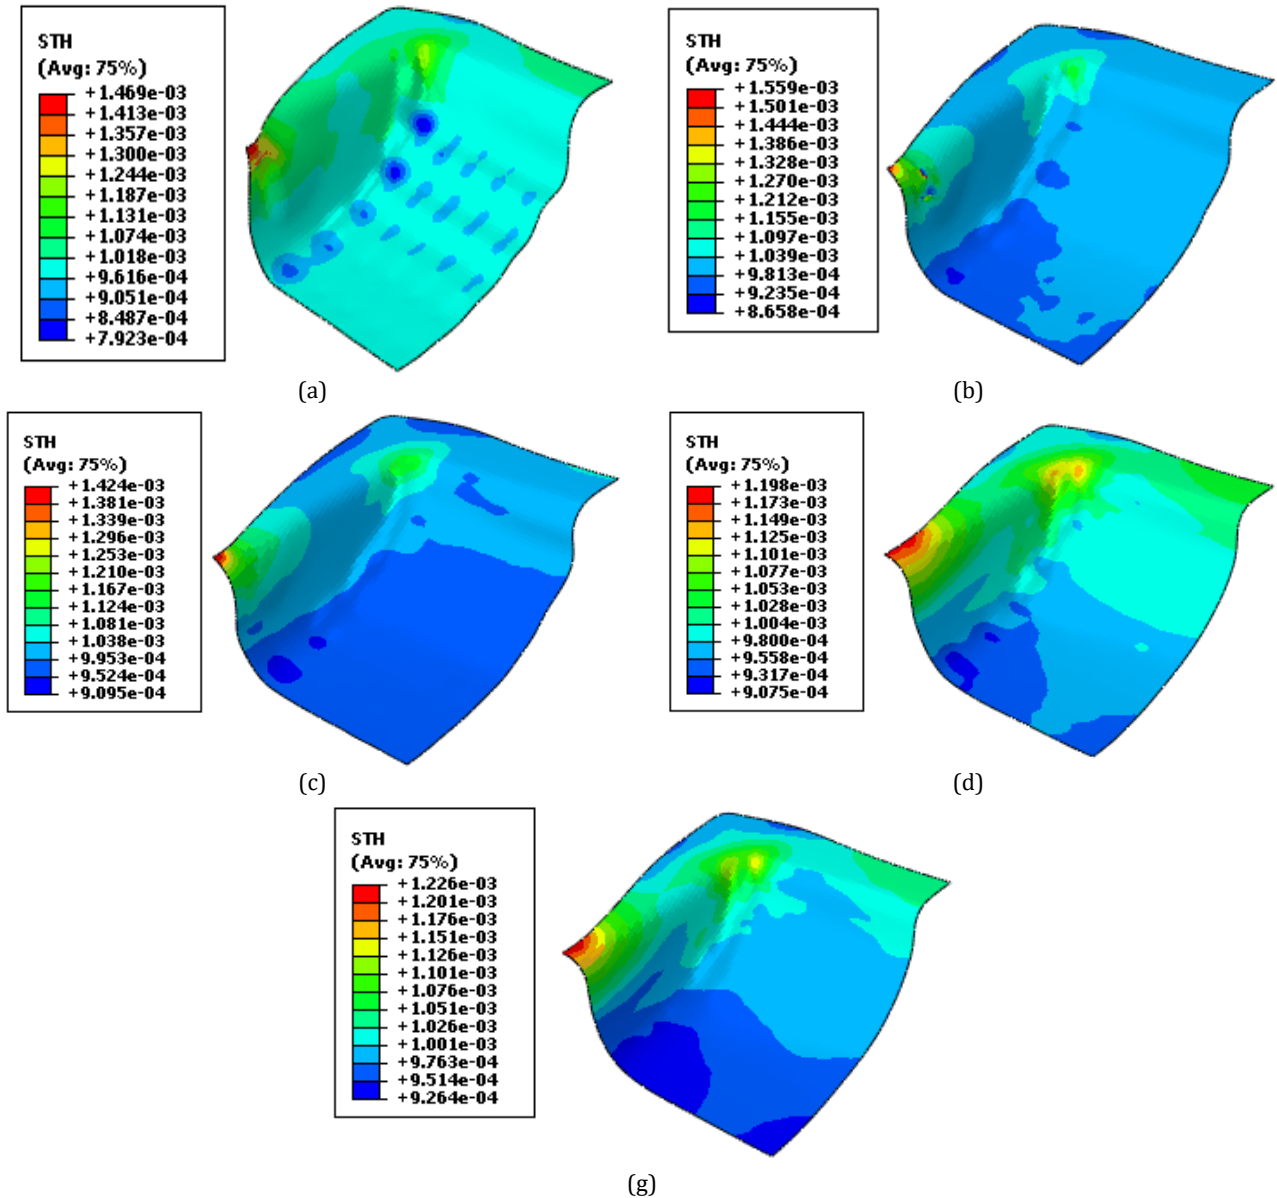 STH
(Avg: 75%)
+1.469e-03
+1.413e-03
+1.357e-03
+1.300e-03
+1.244e-03
+1.187e-03
+1.131e-03
+1.074e-03
+1.018e-03
+9.616e-04
+9.051e-04
+8.487e-04
+7.923e-04
(a)
STH
(Avg: 75%)
+1.559e-03
+1.501e-03
+1.444e-03
+1.386e-03
+1.328e-03
+1.270e-03
+1.212e-03
+1.155e-03
+1.097e-03
+1.039e-03
+9.813e-04
+9.235e-04
+8.658e-04
(b)
STH
(Avg: 75%)
+1.424e-03
+1.381e-03
+1.339e-03
+1.296e-03
+1.253e-03
+1.210e-03
+1.167e-03
+1.124e-03
+1.081e-03
+1.038e-03
+9.953e-04
+9.524e-04
+9.095e-04
(c)
STH
(Avg: 75%)
+1.198e-03
+1.173e-03
+1.149e-03
+1.125e-03
+1.101e-03
+1.077e-03
+1.053e-03
+1.028e-03
+1.004e-03
+9.800e-04
+9.558e-04
+9.317e-04
+9.075e-04
(d)
STH
(Avg: 75%)
+1.226e-03
+1.201e-03
+1.176e-03
+1.151e-03
+1.126e-03
+1.101e-03
+1.076e-03
+1.051e-03
+1.026e-03
+1.001e-03
+9.763e-04
+9.514e-04
+9.264e-04
(g)